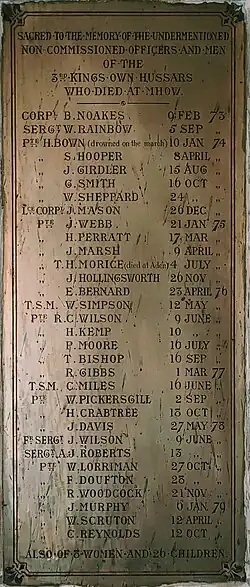 SACRED TO THE MEMORY OF THE UNDERMENTIONED
NON-COMMISSIONED OFFICERS AND MEN
OF THE
3RD KINGS OWN HUSSARS
WHO DIED AT MHOW.
CORPL B. NOAKES 9 FEB 73
SERGT W. RAINBOW 5 SEP „
PTE H. BOWN (drowned on the march) 10 JAN 74
„ S. HOOPER 8 APRIL „
„ J. GIRDLER 15 AUG „
„ G. SMITH 16 OCT „
„ W. SHEPPARD 24 „ „
LCE CORPL J. MASON 20 DEC „
PTE J. WEBB 21 JAN 75
„ H. PERRATT 17 MAR „
„ J. MARSH 9 APRIL „
„ T. H. MORICE (died at Aden) 4 JULY „
„ J. HOLLINGSWORTH 26 NOV „
„ E. BERNARD 23 APRIL 76
T.S.M. W. SIMPSON 12 MAY „
PTE R. C. WILSON 9 JUNE „
„ H. KEMP 10 „ „
„ F. MOORE 16 JULY „
„ T. BISHOP 16 SEP „
„ R. GIBBS 1 MAR 77
T.S.M. C. MILES 16 JUNE „
PTE W. PICKERSGILL 2 SEP „
„ H. CRABTREE 13 OCT „
„ J. DAVIS 27 MAY 78
FR SERGT J. WILSON 9 JUNE „
SERGT A. J. ROBERTS 13 „ „
PTE W. LORRIMAN 27 OCT „
„ F. DOUFTON 23 „ „
„ R. WOODCOCK 21 NOV „
„ J. MURPHY 9 JAN 79
„ W. SCRUTON 12 APRIL „
„ C. REYNOLDS 12 OCT „
ALSO OF 3 WOMEN AND 26 CHILDREN.